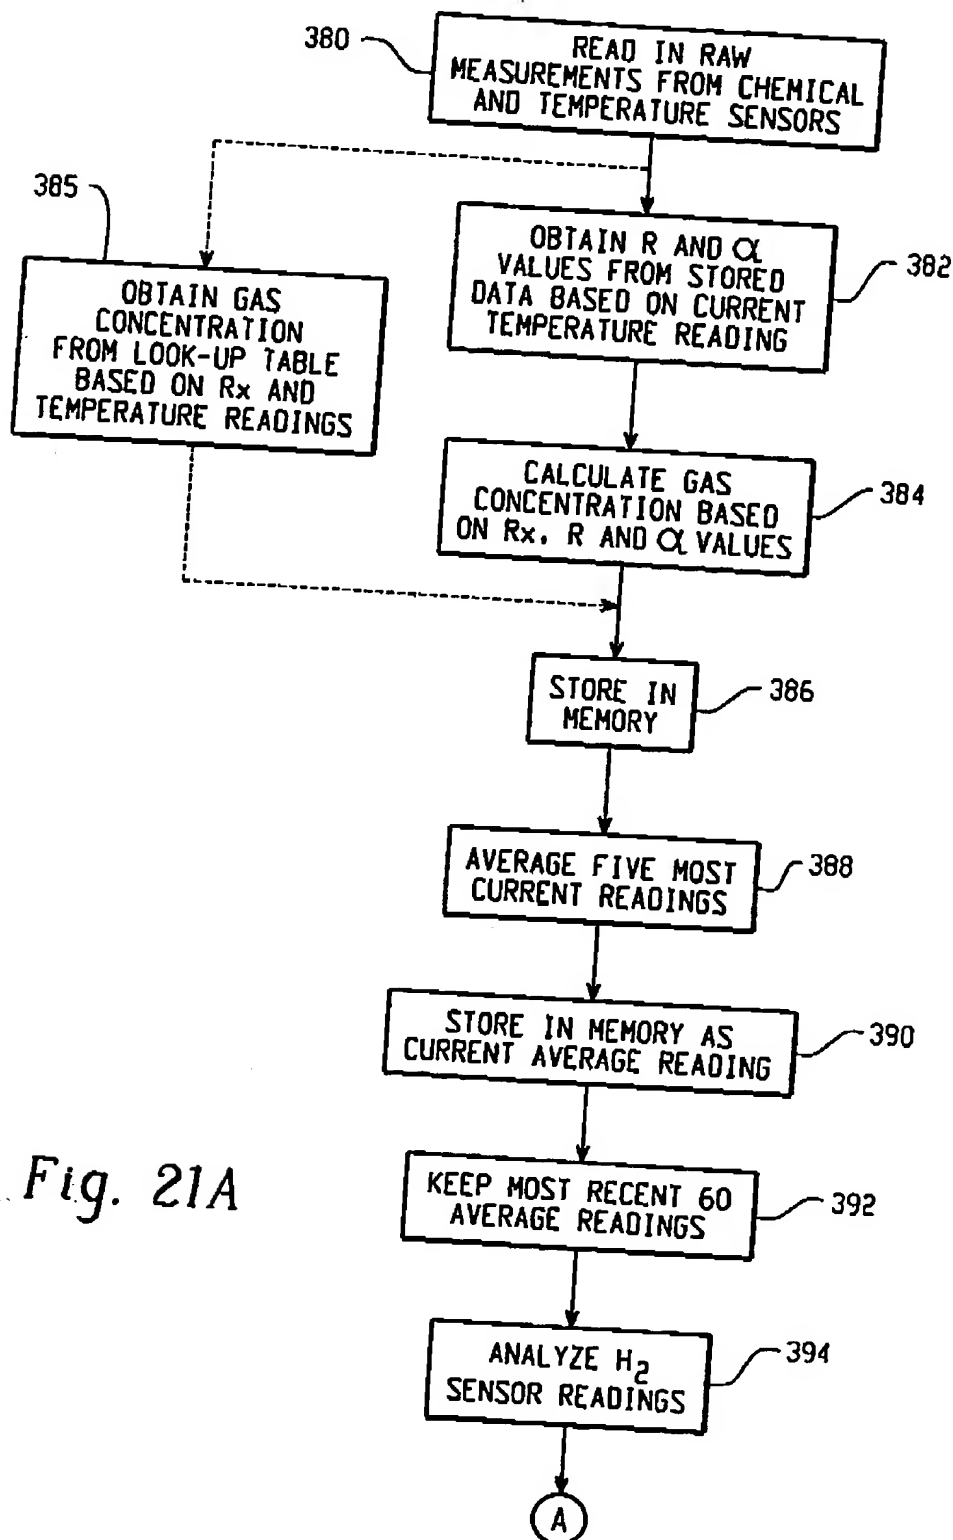 380
READ IN RAW
MEASUREMENTS FROM CHEMICAL
AND TEMPERATURE SENSORS
385
OBTAIN GAS
CONCENTRATION
FROM LOOK-UP TABLE
BASED ON Rx AND
TEMPERATURE READINGS
OBTAIN R AND α
VALUES FROM STORED
DATA BASED ON CURRENT
TEMPERATURE READING
382
CALCULATE GAS
CONCENTRATION BASED
ON Rx, R AND α VALUES
384
STORE IN
MEMORY
386
AVERAGE FIVE MOST
CURRENT READINGS
388
STORE IN MEMORY AS
CURRENT AVERAGE READING
390
Fig. 21A
KEEP MOST RECENT 60
AVERAGE READINGS
392
ANALYZE H₂
SENSOR READINGS
394
A